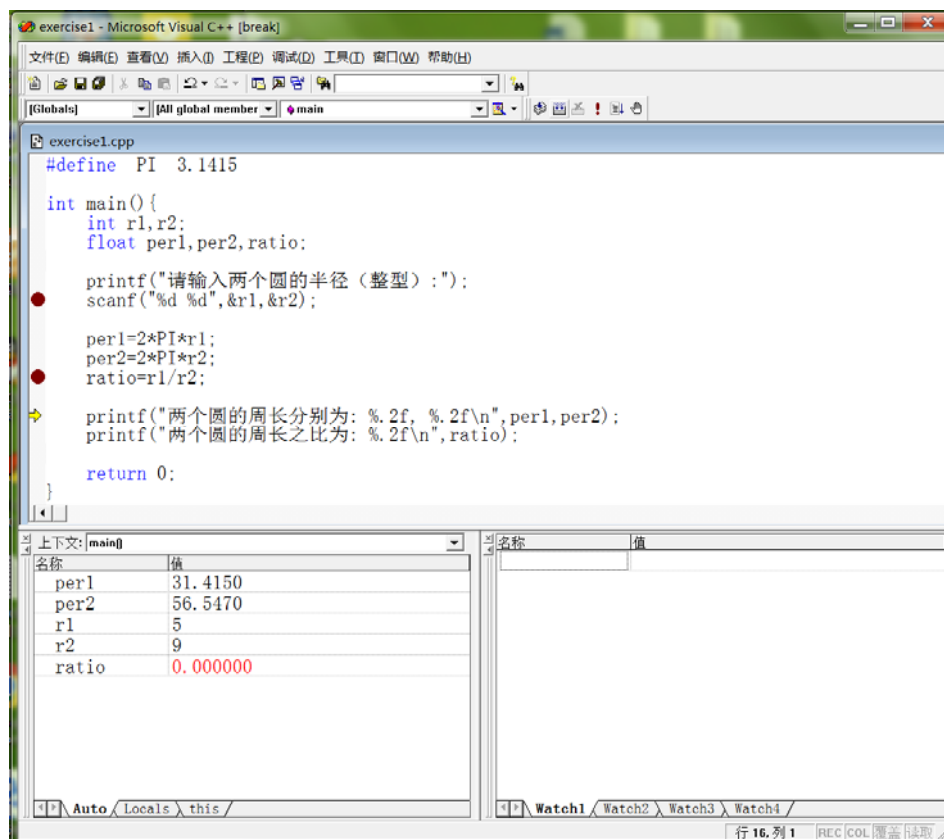 exercise1 - Microsoft Visual C++ [break]
文件(F) 编辑(E) 查看(V) 插入(I) 工程(P) 调试(D) 工具(T) 窗口(W) 帮助(H)
[Globals] [All global member main
exercise1.cpp
#define PI 3.1415
int main(){
int r1,r2;
float per1,per2,ratio;
printf("请输入两个圆的半径（整型）:");
scanf("%d %d",&r1,&r2);
per1=2*PI*r1;
per2=2*PI*r2;
ratio=r1/r2;
printf("两个圆的周长分别为: %.2f, %.2f\n",per1,per2);
printf("两个圆的周长之比为: %.2f\n",ratio);
return 0;
}
上下文: main()
名称 值
per1 31.4150
per2 56.5470
r1 5
r2 9
ratio 0.000000
Auto Locals this
名称 值
Watch1 Watch2 Watch3 Watch4
行 16, 列 1 REC COL 覆盖 读取